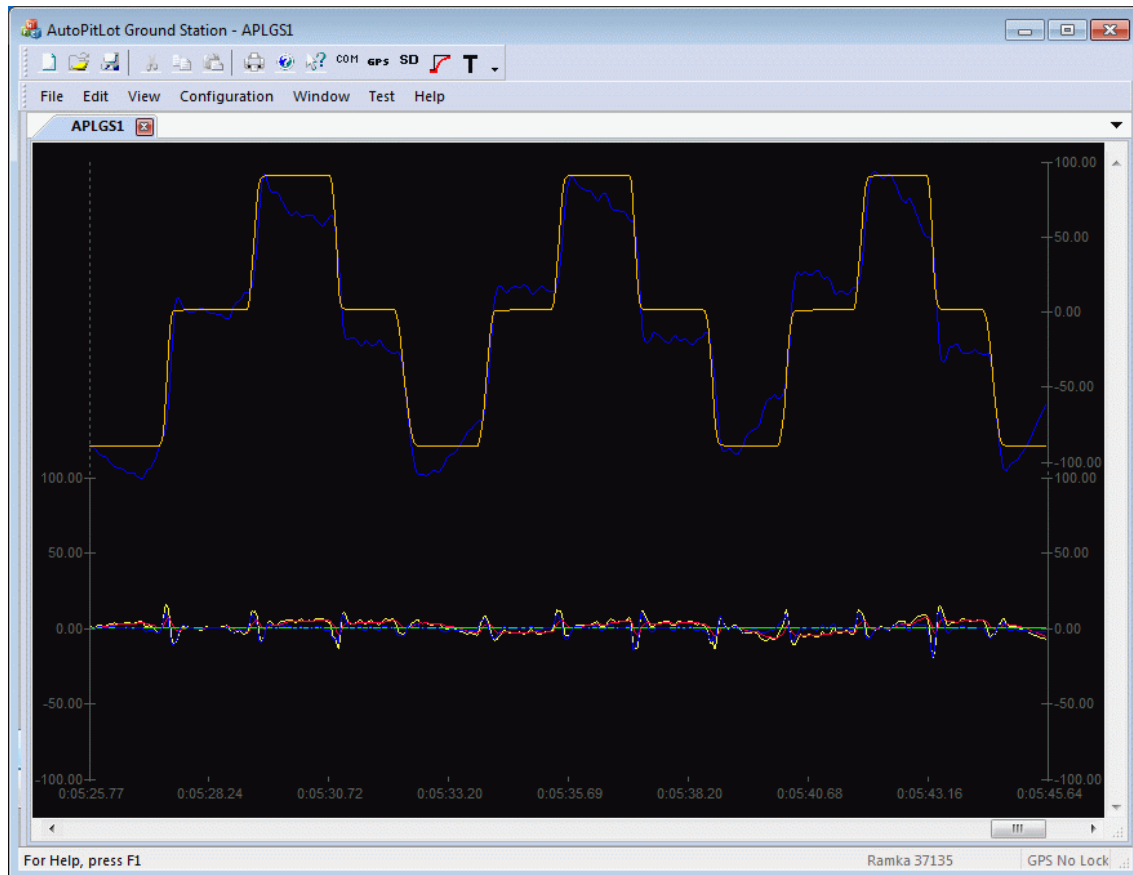 AutoPitLot Ground Station - APLGS1
COM GPS SD T
File Edit View Configuration Window Test Help
APLGS1
100.00
50.00
0.00
-50.00
-100.00
100.00 100.00
50.00 50.00
0.00 0.00
-50.00 -50.00
-100.00 -100.00
0:05:25.77 0:05:28.24 0:05:30.72 0:05:33.20 0:05:35.69 0:05:38.20 0:05:40.68 0:05:43.16 0:05:45.64
For Help, press F1 Ramka 37135 GPS No Lock